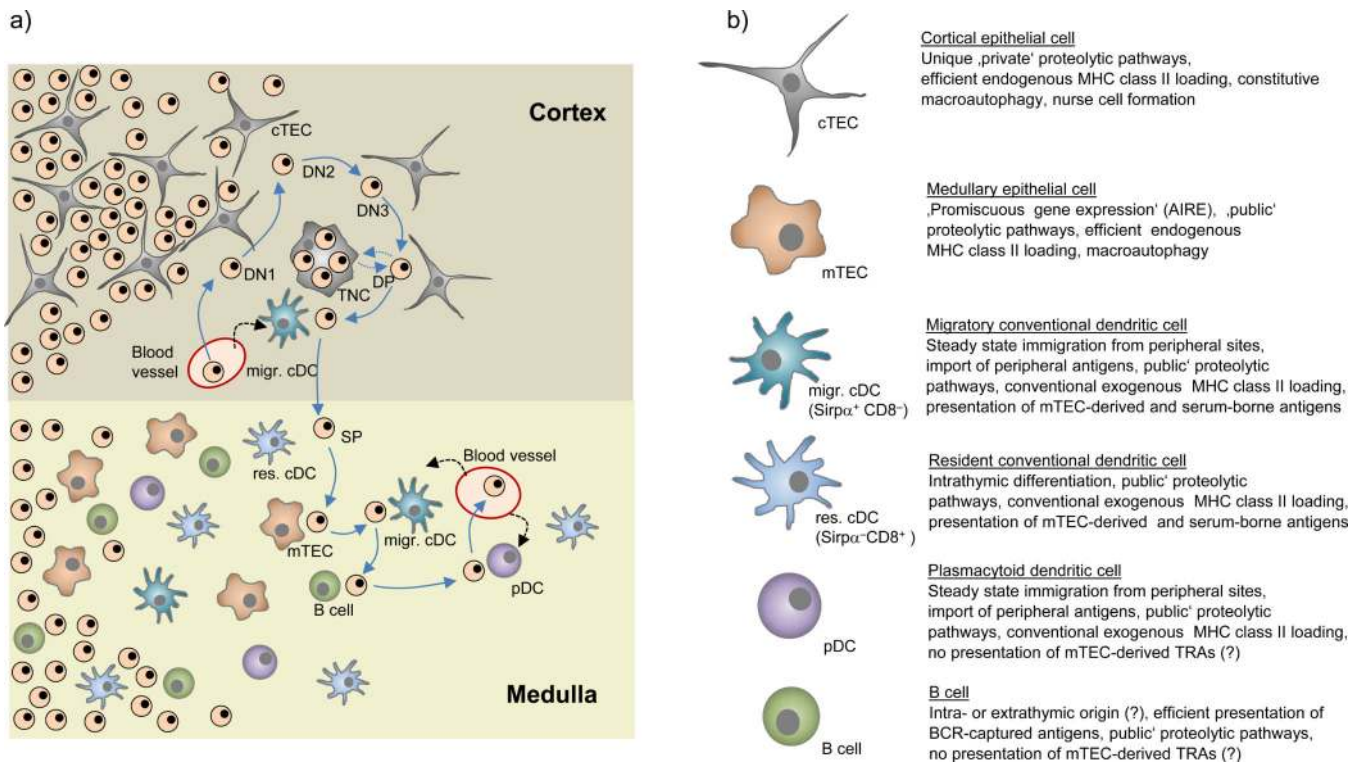 a)
Cortex
cTEC
DN2
DN3
DN1
DP
TNC
Blood
vessel
migr. cDC
SP
res. cDC
Blood vessel
mTEC
migr. cDC
B cell
pDC
Medulla
b)
cTEC
Cortical epithelial cell
Unique ‚private‘ proteolytic pathways,
efficient endogenous MHC class II loading, constitutive
macroautophagy, nurse cell formation
mTEC
Medullary epithelial cell
‚Promiscuous gene expression‘ (AIRE), ‚public‘
proteolytic pathways, efficient endogenous
MHC class II loading, macroautophagy
migr. cDC
(Sirpα⁺ CD8⁻)
Migratory conventional dendritic cell
Steady state immigration from peripheral sites,
import of peripheral antigens, public‘ proteolytic
pathways, conventional exogenous MHC class II loading,
presentation of mTEC-derived and serum-borne antigens
res. cDC
(Sirpα⁻CD8⁺ )
Resident conventional dendritic cell
Intrathymic differentiation, public‘ proteolytic
pathways, conventional exogenous MHC class II loading,
presentation of mTEC-derived and serum-borne antigens
pDC
Plasmacytoid dendritic cell
Steady state immigration from peripheral sites,
import of peripheral antigens, public‘ proteolytic
pathways, conventional exogenous MHC class II loading,
no presentation of mTEC-derived TRAs (?)
B cell
B cell
Intra- or extrathymic origin (?), efficient presentation of
BCR-captured antigens, public‘ proteolytic pathways,
no presentation of mTEC-derived TRAs (?)